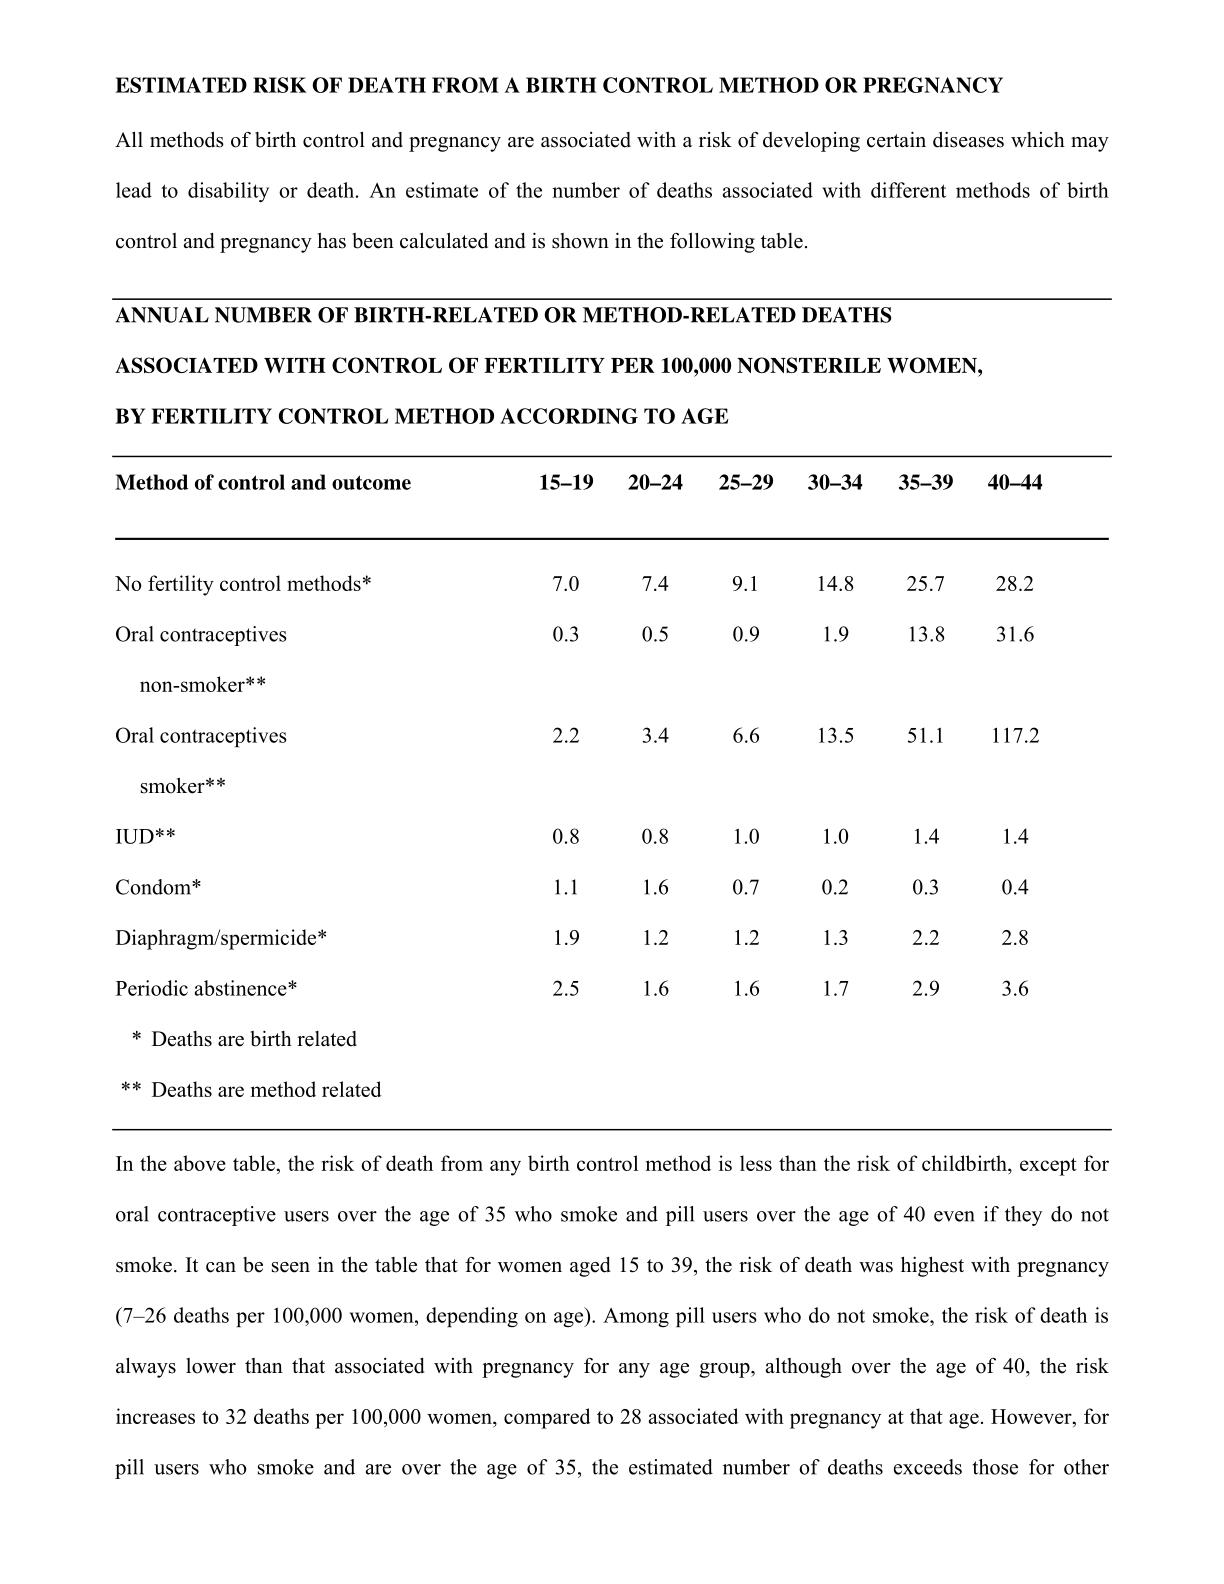 ESTIMATED RISK OF DEATH FROM A BIRTH CONTROL METHOD OR PREGNANCY
All methods of birth control and pregnancy are associated with a risk of developing certain diseases which may
lead to disability or death. An estimate of the number of deaths associated with different methods of birth
control and pregnancy has been calculated and is shown in the following table.
ANNUAL NUMBER OF BIRTH-RELATED OR METHOD-RELATED DEATHS
ASSOCIATED WITH CONTROL OF FERTILITY PER 100,000 NONSTERILE WOMEN,
BY FERTILITY CONTROL METHOD ACCORDING TO AGE
Method of control and outcome 15–19 20–24 25–29 30–34 35–39 40–44
No fertility control methods* 7.0 7.4 9.1 14.8 25.7 28.2
Oral contraceptives 0.3 0.5 0.9 1.9 13.8 31.6
non-smoker**
Oral contraceptives 2.2 3.4 6.6 13.5 51.1 117.2
smoker**
IUD** 0.8 0.8 1.0 1.0 1.4 1.4
Condom* 1.1 1.6 0.7 0.2 0.3 0.4
Diaphragm/spermicide* 1.9 1.2 1.2 1.3 2.2 2.8
Periodic abstinence* 2.5 1.6 1.6 1.7 2.9 3.6
* Deaths are birth related
** Deaths are method related
In the above table, the risk of death from any birth control method is less than the risk of childbirth, except for
oral contraceptive users over the age of 35 who smoke and pill users over the age of 40 even if they do not
smoke. It can be seen in the table that for women aged 15 to 39, the risk of death was highest with pregnancy
(7–26 deaths per 100,000 women, depending on age). Among pill users who do not smoke, the risk of death is
always lower than that associated with pregnancy for any age group, although over the age of 40, the risk
increases to 32 deaths per 100,000 women, compared to 28 associated with pregnancy at that age. However, for
pill users who smoke and are over the age of 35, the estimated number of deaths exceeds those for other